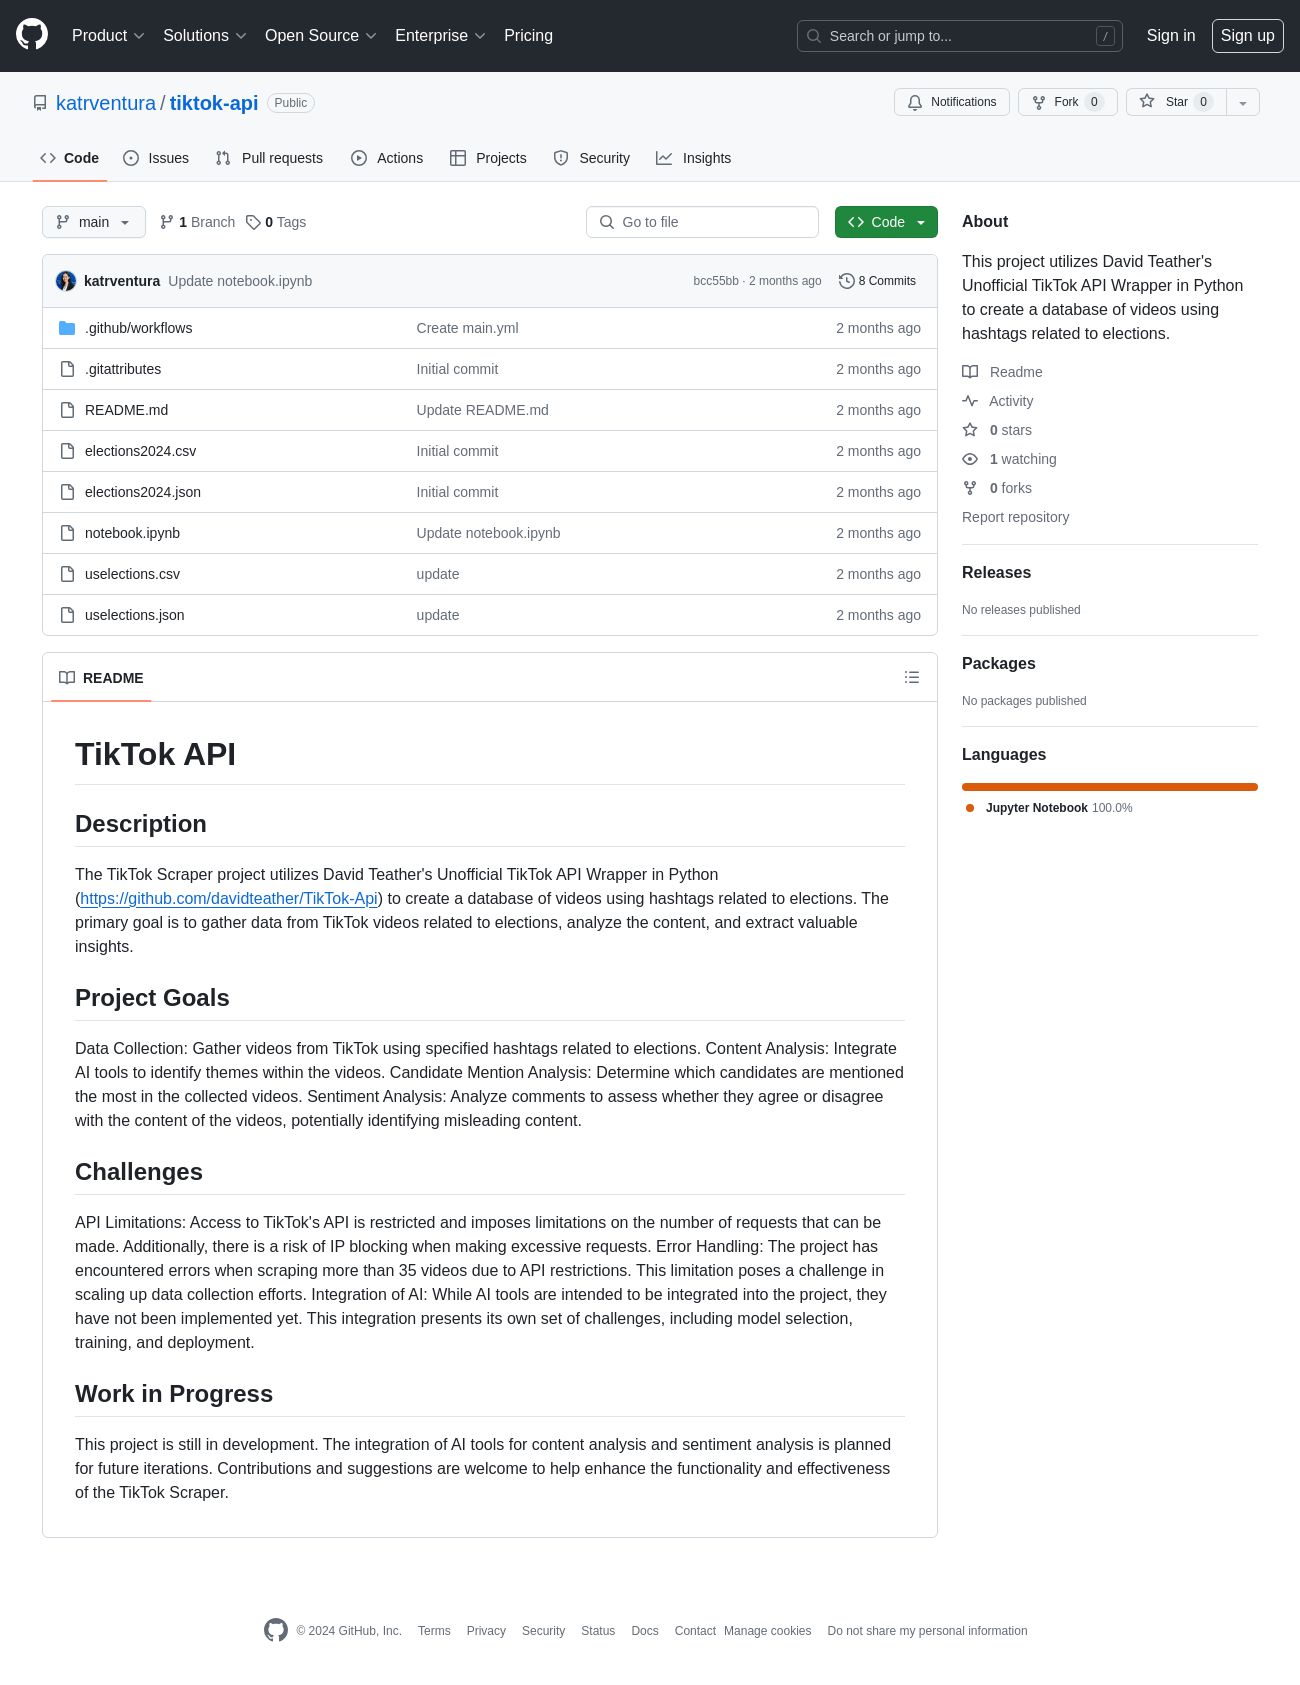 Product Solutions Open Source Enterprise Pricing Search or jump to... / Sign in Sign up
katrventura / tiktok-api Public Notifications Fork 0 Star 0
Code Issues Pull requests Actions Projects Security Insights
main 1 Branch 0 Tags Go to file Code
katrventura Update notebook.ipynb bcc55bb · 2 months ago 8 Commits
.github/workflows Create main.yml 2 months ago
.gitattributes Initial commit 2 months ago
README.md Update README.md 2 months ago
elections2024.csv Initial commit 2 months ago
elections2024.json Initial commit 2 months ago
notebook.ipynb Update notebook.ipynb 2 months ago
uselections.csv update 2 months ago
uselections.json update 2 months ago
README
TikTok API
Description
The TikTok Scraper project utilizes David Teather's Unofficial TikTok API Wrapper in Python
(https://github.com/davidteather/TikTok-Api) to create a database of videos using hashtags related to elections. The
primary goal is to gather data from TikTok videos related to elections, analyze the content, and extract valuable
insights.
Project Goals
Data Collection: Gather videos from TikTok using specified hashtags related to elections. Content Analysis: Integrate
AI tools to identify themes within the videos. Candidate Mention Analysis: Determine which candidates are mentioned
the most in the collected videos. Sentiment Analysis: Analyze comments to assess whether they agree or disagree
with the content of the videos, potentially identifying misleading content.
Challenges
API Limitations: Access to TikTok's API is restricted and imposes limitations on the number of requests that can be
made. Additionally, there is a risk of IP blocking when making excessive requests. Error Handling: The project has
encountered errors when scraping more than 35 videos due to API restrictions. This limitation poses a challenge in
scaling up data collection efforts. Integration of AI: While AI tools are intended to be integrated into the project, they
have not been implemented yet. This integration presents its own set of challenges, including model selection,
training, and deployment.
Work in Progress
This project is still in development. The integration of AI tools for content analysis and sentiment analysis is planned
for future iterations. Contributions and suggestions are welcome to help enhance the functionality and effectiveness
of the TikTok Scraper.
About
This project utilizes David Teather's
Unofficial TikTok API Wrapper in Python
to create a database of videos using
hashtags related to elections.
Readme
Activity
0 stars
1 watching
0 forks
Report repository
Releases
No releases published
Packages
No packages published
Languages
Jupyter Notebook 100.0%
© 2024 GitHub, Inc. Terms Privacy Security Status Docs Contact Manage cookies Do not share my personal information